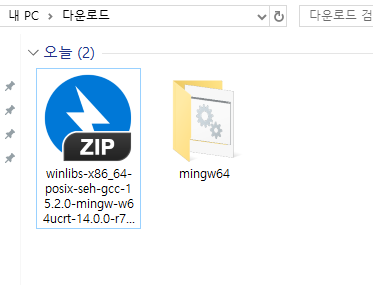 내 PC > 다운로드
다운로드 검
오늘 (2)
ZIP
winlibs-x86_64-
posix-seh-gcc-1
5.2.0-mingw-w6
4ucrt-14.0.0-r7...
mingw64